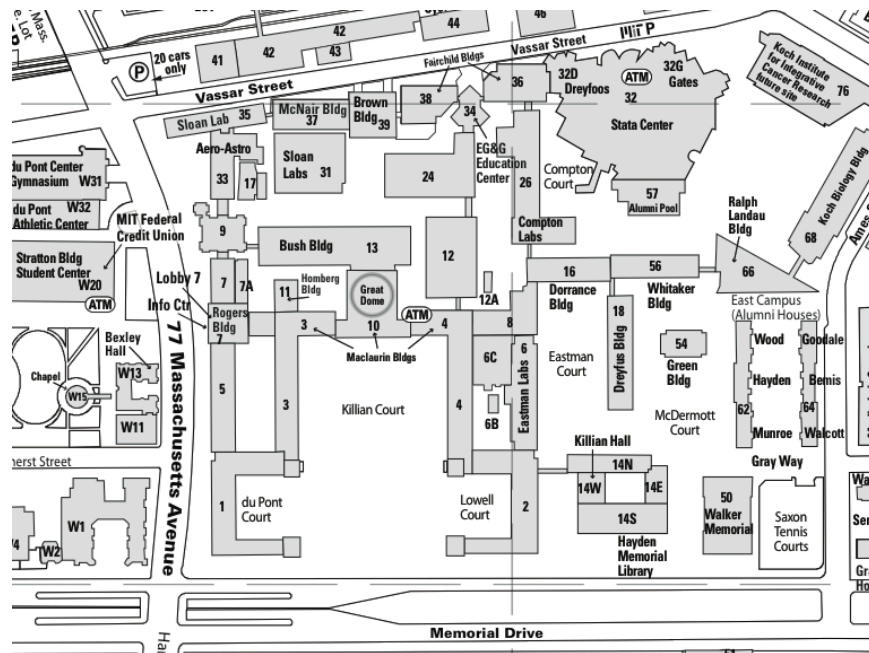 Mass.
Lot
20 cars
only
P
41
42
42
43
44
46
Vassar Street
Vassar Street
MIT P
Fairchild Bldgs
32G
Gates
32D
Dreyfoos
ATM
32
Stata Center
Koch Institute
for Integrative
Cancer Research
future site
76
Sloan Lab 35
McNair Bldg
37
Brown
Bldg
39
38
36
34
EG&G
Education
Center
Aero-Astro
33
17
Sloan
Labs
31
24
26
Compton
Court
57
Alumni Pool
Compton
Labs
Koch Biology Bldg
68
Ames
du Pont Center
Gymnasium W31
W32
du Pont
Athletic Center
MIT Federal
Credit Union
Stratton Bldg
Student Center
W20
ATM
9
Bush Bldg
13
12
Ralph
Landau
Bldg
66
Lobby 7
Info Ctr
7
7A
11
Homberg
Bldg
Great
Dome
ATM
12A
16
Dorrance
Bldg
56
Whitaker
Bldg
East Campus
(Alumni Houses)
Rogers
Bldg
7
3
10
4
8
Maclaurin Bldgs
18
Dreyfus Bldg
54
Green
Bldg
Wood
Goodale
Bexley
Hall
W13
Chapel
W15
W11
77 Massachusetts Avenue
5
3
Killian Court
4
6C
6B
6
Eastman Labs
Eastman
Court
McDermott
Court
Hayden
Bemis
62
64
Munroe
Walcott
Gray Way
Killian Hall
14N
14W
14E
14S
Hayden
Memorial
Library
50
Walker
Memorial
Saxon
Tennis
Courts
W1
W2
1
du Pont
Court
Lowell
Court
2
Memorial Drive